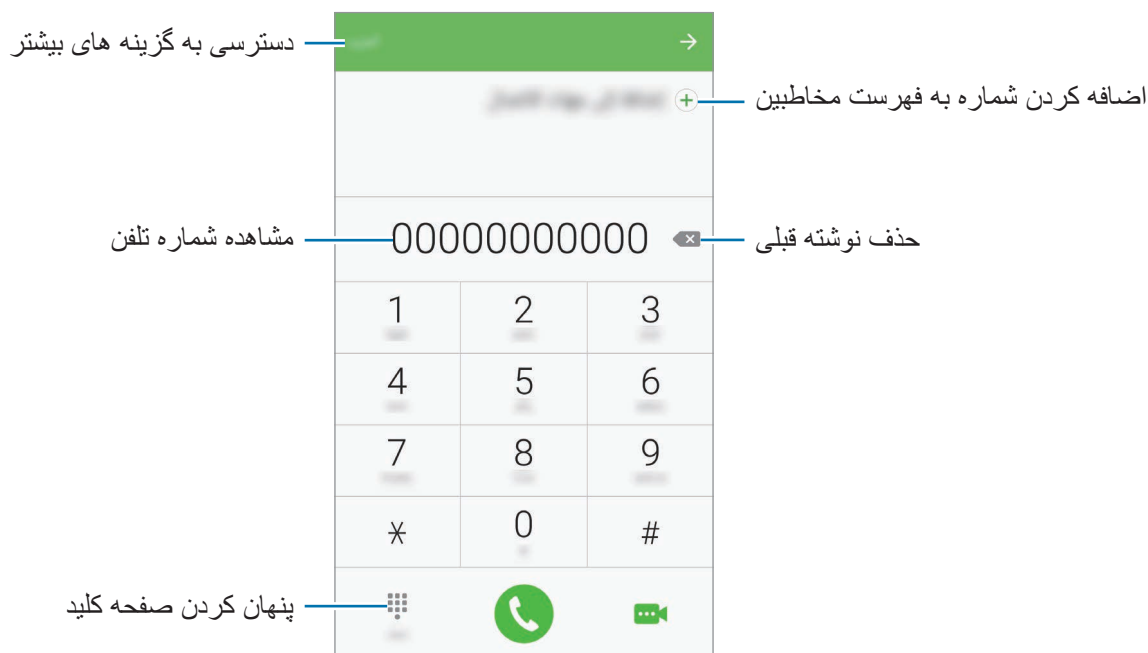 دسترسی به گزینه های بیشتر
اضافه کردن شماره به فهرست مخاطبین
مشاهده شماره تلفن
00000000000
حذف نوشته قبلی
1 2 3
4 5 6
7 8 9
* 0 #
پنهان کردن صفحه کلید